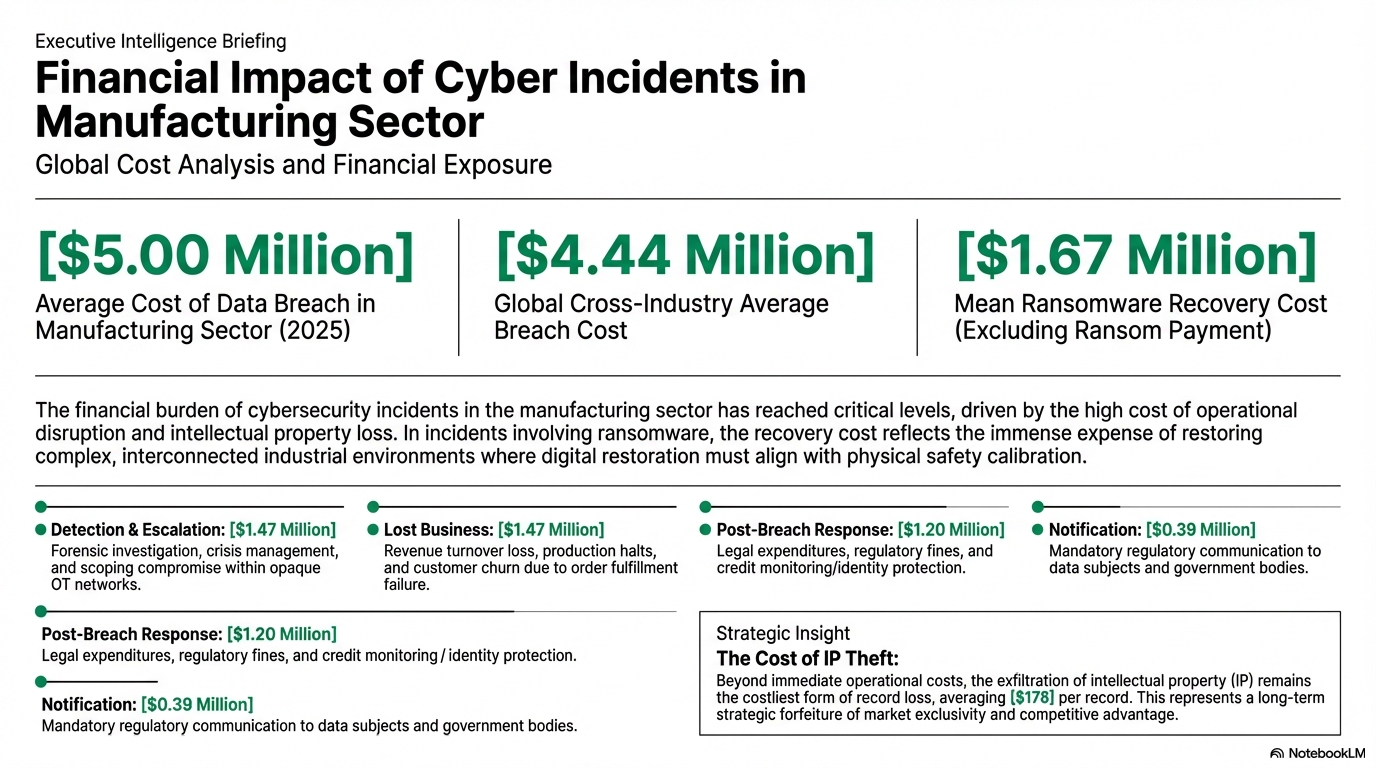 Executive Intelligence Briefing
Financial Impact of Cyber Incidents in
Manufacturing Sector
Global Cost Analysis and Financial Exposure
[$5.00 Million]
Average Cost of Data Breach in
Manufacturing Sector (2025)
[$4.44 Million]
Global Cross-Industry Average
Breach Cost
[$1.67 Million]
Mean Ransomware Recovery Cost
(Excluding Ransom Payment)
The financial burden of cybersecurity incidents in the manufacturing sector has reached critical levels, driven by the high cost of operational
disruption and intellectual property loss. In incidents involving ransomware, the recovery cost reflects the immense expense of restoring
complex, interconnected industrial environments where digital restoration must align with physical safety calibration.
Detection & Escalation: [$1.47 Million]
Forensic investigation, crisis management,
and scoping compromise within opaque
OT networks.
Lost Business: [$1.47 Million]
Revenue turnover loss, production halts,
and customer churn due to order fulfillment
failure.
Post-Breach Response: [$1.20 Million]
Legal expenditures, regulatory fines, and
credit monitoring/identity protection.
Notification: [$0.39 Million]
Mandatory regulatory communication to
data subjects and government bodies.
Post-Breach Response: [$1.20 Million]
Legal expenditures, regulatory fines, and credit monitoring / identity protection.
Notification: [$0.39 Million]
Mandatory regulatory communication to data subjects and government bodies.
Strategic Insight
The Cost of IP Theft:
Beyond immediate operational costs, the exfiltration of intellectual property (IP) remains
the costliest form of record loss, averaging [$178] per record. This represents a long-term
strategic forfeiture of market exclusivity and competitive advantage.
NotebookLM